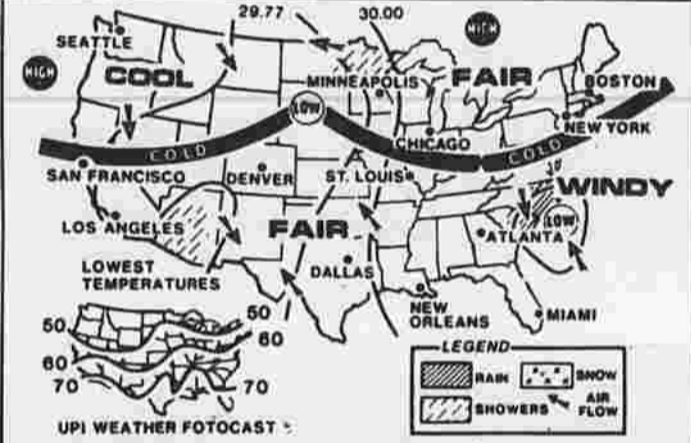 29.77 30.00
SEATTLE HIGH
HIGH COOL MINNEAPOLIS FAIR BOSTON
LOW
CHICAGO NEW YORK
COLD COLD
SAN FRANCISCO DENVER ST. LOUIS WINDY
LOS ANGELES FAIR ATLANTA LOW
LOWEST
TEMPERATURES
DALLAS
NEW
ORLEANS
MIAMI
50 50
60 60
70 70
LEGEND
RAIN SNOW
SHOWERS AIR
FLOW
UPI WEATHER FOTOCAST